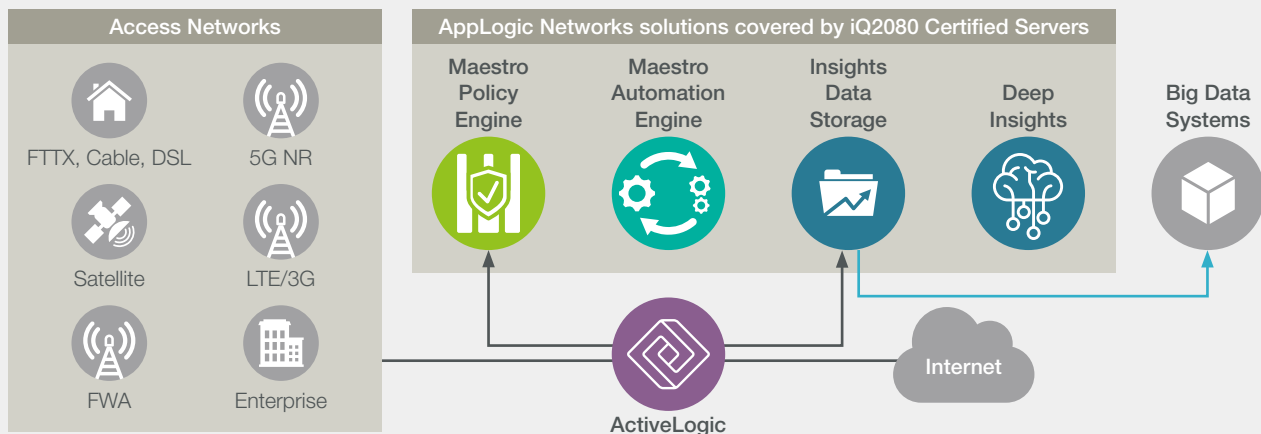 Access Networks
FTTX, Cable, DSL
5G NR
Satellite
LTE/3G
FWA
Enterprise
AppLogic Networks solutions covered by iQ2080 Certified Servers
Maestro
Policy
Engine
Maestro
Automation
Engine
Insights
Data
Storage
Deep
Insights
Big Data
Systems
ActiveLogic
Internet